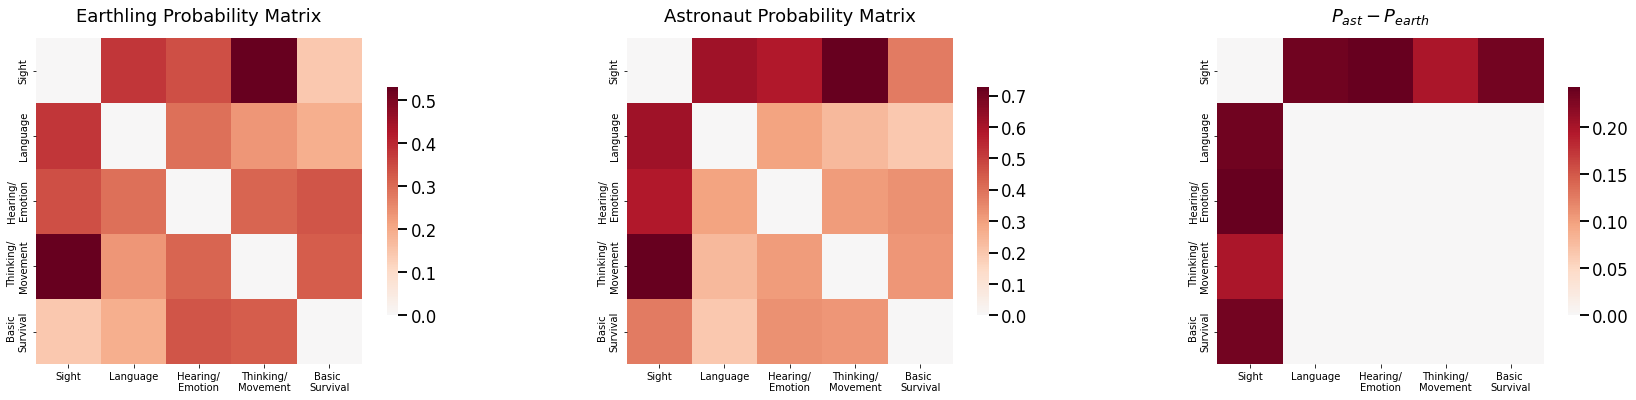 Earthling Probability Matrix
Sight
Language
Hearing/
Emotion
Thinking/
Movement
Basic
Survival
Sight
Language
Hearing/
Emotion
Thinking/
Movement
Basic
Survival
0.5
0.4
0.3
0.2
0.1
0.0
Astronaut Probability Matrix
Sight
Language
Hearing/
Emotion
Thinking/
Movement
Basic
Survival
Sight
Language
Hearing/
Emotion
Thinking/
Movement
Basic
Survival
0.7
0.6
0.5
0.4
0.3
0.2
0.1
0.0
P_ast − P_earth
Sight
Language
Hearing/
Emotion
Thinking/
Movement
Basic
Survival
Sight
Language
Hearing/
Emotion
Thinking/
Movement
Basic
Survival
0.20
0.15
0.10
0.05
0.00